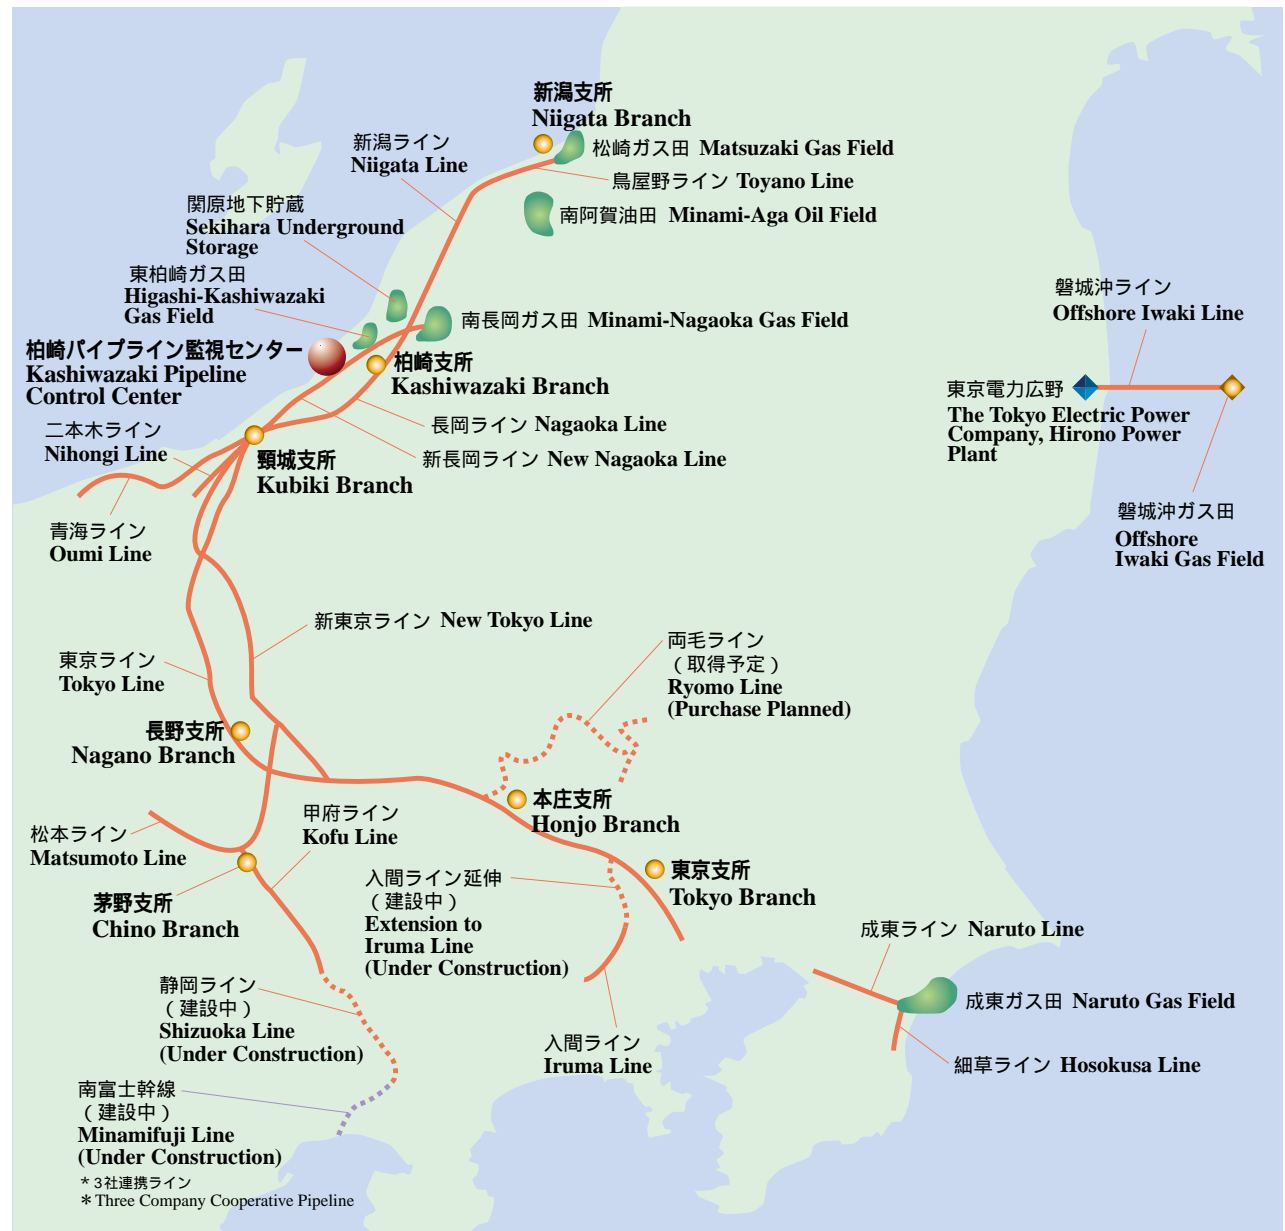 新潟支所
Niigata Branch
新潟ライン
Niigata Line
松崎ガス田 Matsuzaki Gas Field
鳥屋野ライン Toyano Line
関原地下貯蔵
Sekihara Underground
Storage
南阿賀油田 Minami-Aga Oil Field
東柏崎ガス田
Higashi-Kashiwazaki
Gas Field
南長岡ガス田 Minami-Nagaoka Gas Field
磐城沖ライン
Offshore Iwaki Line
柏崎パイプライン監視センター
Kashiwazaki Pipeline
Control Center
柏崎支所
Kashiwazaki Branch
東京電力広野
The Tokyo Electric Power
Company, Hirono Power
Plant
二本木ライン
Nihongi Line
長岡ライン Nagaoka Line
新長岡ライン New Nagaoka Line
頸城支所
Kubiki Branch
磐城沖ガス田
Offshore
Iwaki Gas Field
青海ライン
Oumi Line
新東京ライン New Tokyo Line
両毛ライン
(取得予定)
Ryomo Line
(Purchase Planned)
東京ライン
Tokyo Line
長野支所
Nagano Branch
本庄支所
Honjo Branch
甲府ライン
Kofu Line
松本ライン
Matsumoto Line
東京支所
Tokyo Branch
入間ライン延伸
(建設中)
Extension to
Iruma Line
(Under Construction)
茅野支所
Chino Branch
成東ライン Naruto Line
静岡ライン
(建設中)
Shizuoka Line
(Under Construction)
成東ガス田 Naruto Gas Field
入間ライン
Iruma Line
細草ライン Hosokusa Line
南富士幹線
(建設中)
Minamifuji Line
(Under Construction)
*3社連携ライン
*Three Company Cooperative Pipeline